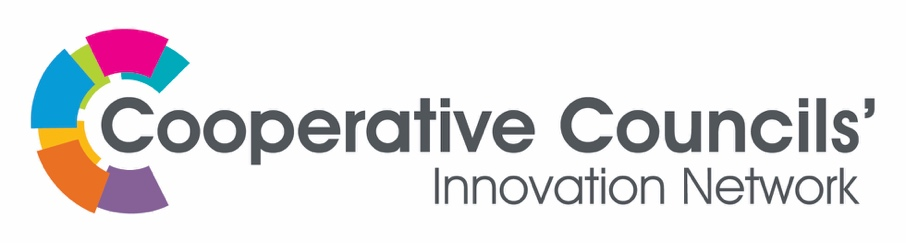 Cooperative Councils’
Innovation Network